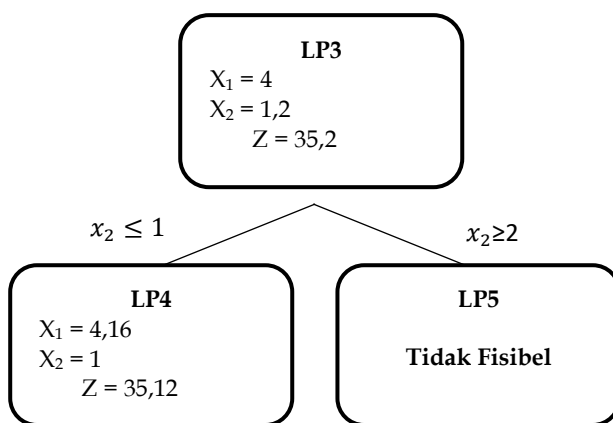 LP3
X₁ = 4
X₂ = 1,2
Z = 35,2
x₂ ≤ 1
x₂≥2
LP4
X₁ = 4,16
X₂ = 1
Z = 35,12
LP5
Tidak Fisibel